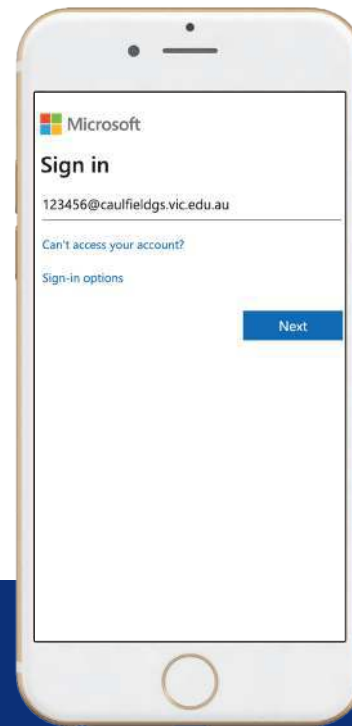 Microsoft
Sign in
123456@caulfieldgs.vic.edu.au
Can't access your account?
Sign-in options
Next